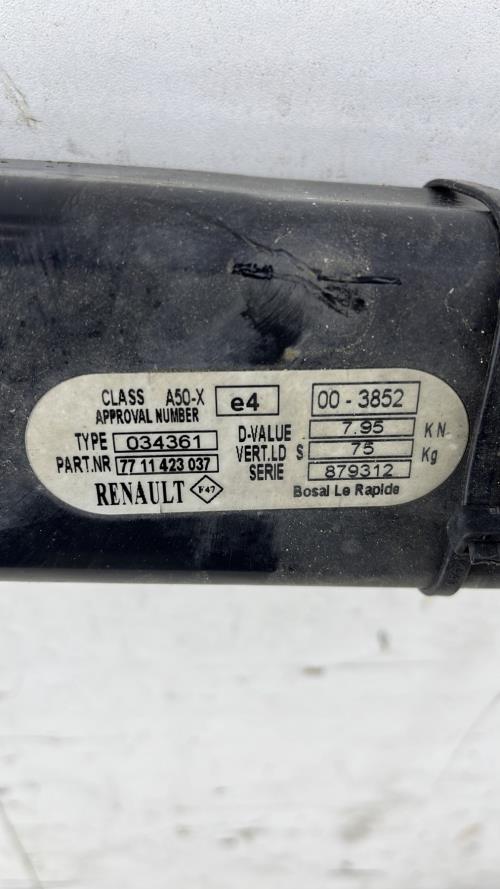 CLASS A50-X e4 00 - 3852
APPROVAL NUMBER
TYPE 034361 D-VALUE 7.95 KN
PART.NR 77 11 423 037 VERT.LD S 75 Kg
RENAULT F47 SERIE 879312
Bosal Le Rapide